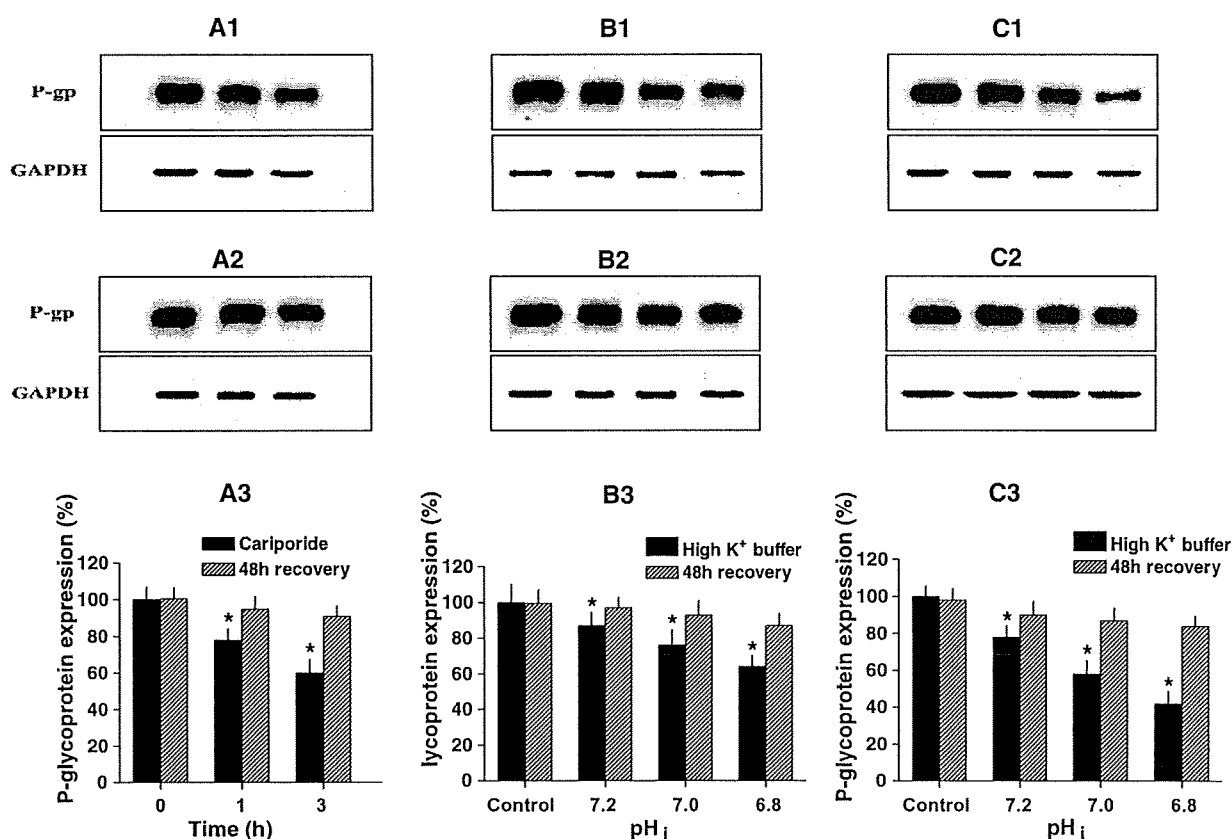 A1
B1
C1
P-gp
GAPDH
A2
B2
C2
P-gp
GAPDH
A3
P-glycoprotein expression (%)
120
100
80
60
40
20
0
Cariporide
48h recovery
*
*
0
1
3
Time (h)
B3
lycoprotein expression (%)
120
100
80
60
40
20
0
High K⁺ buffer
48h recovery
*
*
*
Control
7.2
7.0
6.8
pH i
C3
P-glycoprotein expression (%)
120
100
80
60
40
20
0
High K⁺ buffer
48h recovery
*
*
*
Control
7.2
7.0
6.8
pH i